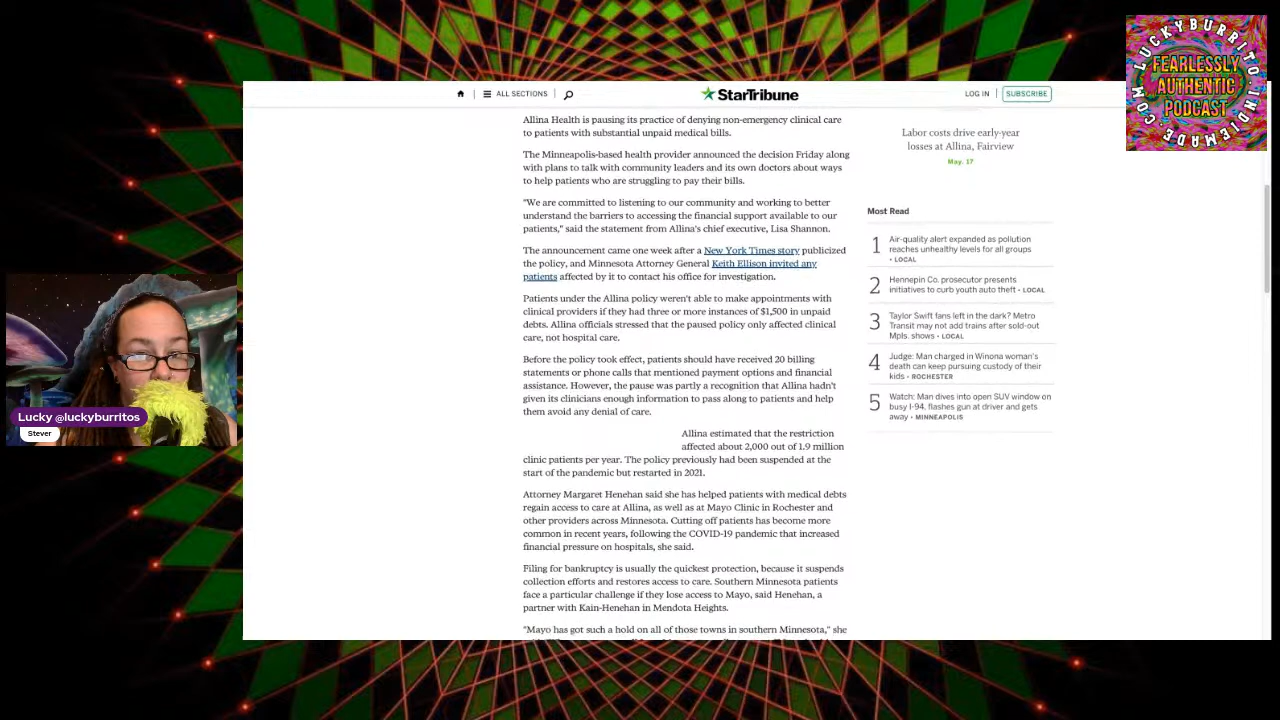 ALL SECTIONS
StarTribune
LOG IN
SUBSCRIBE
Allina Health is pausing its practice of denying non-emergency clinical care
to patients with substantial unpaid medical bills.
The Minneapolis-based health provider announced the decision Friday along
with plans to talk with community leaders and its own doctors about ways
to help patients who are struggling to pay their bills.
"We are committed to listening to our community and working to better
understand the barriers to accessing the financial support available to our
patients," said the statement from Allina's chief executive, Lisa Shannon.
The announcement came one week after a New York Times story publicized
the policy, and Minnesota Attorney General Keith Ellison invited any
patients affected by it to contact his office for investigation.
Patients under the Allina policy weren't able to make appointments with
clinical providers if they had three or more instances of $1,500 in unpaid
debts. Allina officials stressed that the paused policy only affected clinical
care, not hospital care.
Before the policy took effect, patients should have received 20 billing
statements or phone calls that mentioned payment options and financial
assistance. However, the pause was partly a recognition that Allina hadn't
given its clinicians enough information to pass along to patients and help
them avoid any denial of care.
Allina estimated that the restriction
affected about 2,000 out of 1.9 million
clinic patients per year. The policy previously had been suspended at the
start of the pandemic but restarted in 2021.
Attorney Margaret Henehan said she has helped patients with medical debts
regain access to care at Allina, as well as at Mayo Clinic in Rochester and
other providers across Minnesota. Cutting off patients has become more
common in recent years, following the COVID-19 pandemic that increased
financial pressure on hospitals, she said.
Filing for bankruptcy is usually the quickest protection, because it suspends
collection efforts and restores access to care. Southern Minnesota patients
face a particular challenge if they lose access to Mayo, said Henehan, a
partner with Kain-Henehan in Mendota Heights.
"Mayo has got such a hold on all of those towns in southern Minnesota," she
Labor costs drive early-year
losses at Allina, Fairview
May. 17
Most Read
1 Air-quality alert expanded as pollution
reaches unhealthy levels for all groups
• LOCAL
2 Hennepin Co. prosecutor presents
initiatives to curb youth auto theft • LOCAL
3 Taylor Swift fans left in the dark? Metro
Transit may not add trains after sold-out
Mpls. shows • LOCAL
4 Judge: Man charged in Winona woman's
death can keep pursuing custody of their
kids • ROCHESTER
5 Watch: Man dives into open SUV window on
busy I-94, flashes gun at driver and gets
away • MINNEAPOLIS
LUCKYBURRITO.INDIEMADE.COM
FEARLESSLY
AUTHENTIC
PODCAST
Lucky @luckyburritos
Stever